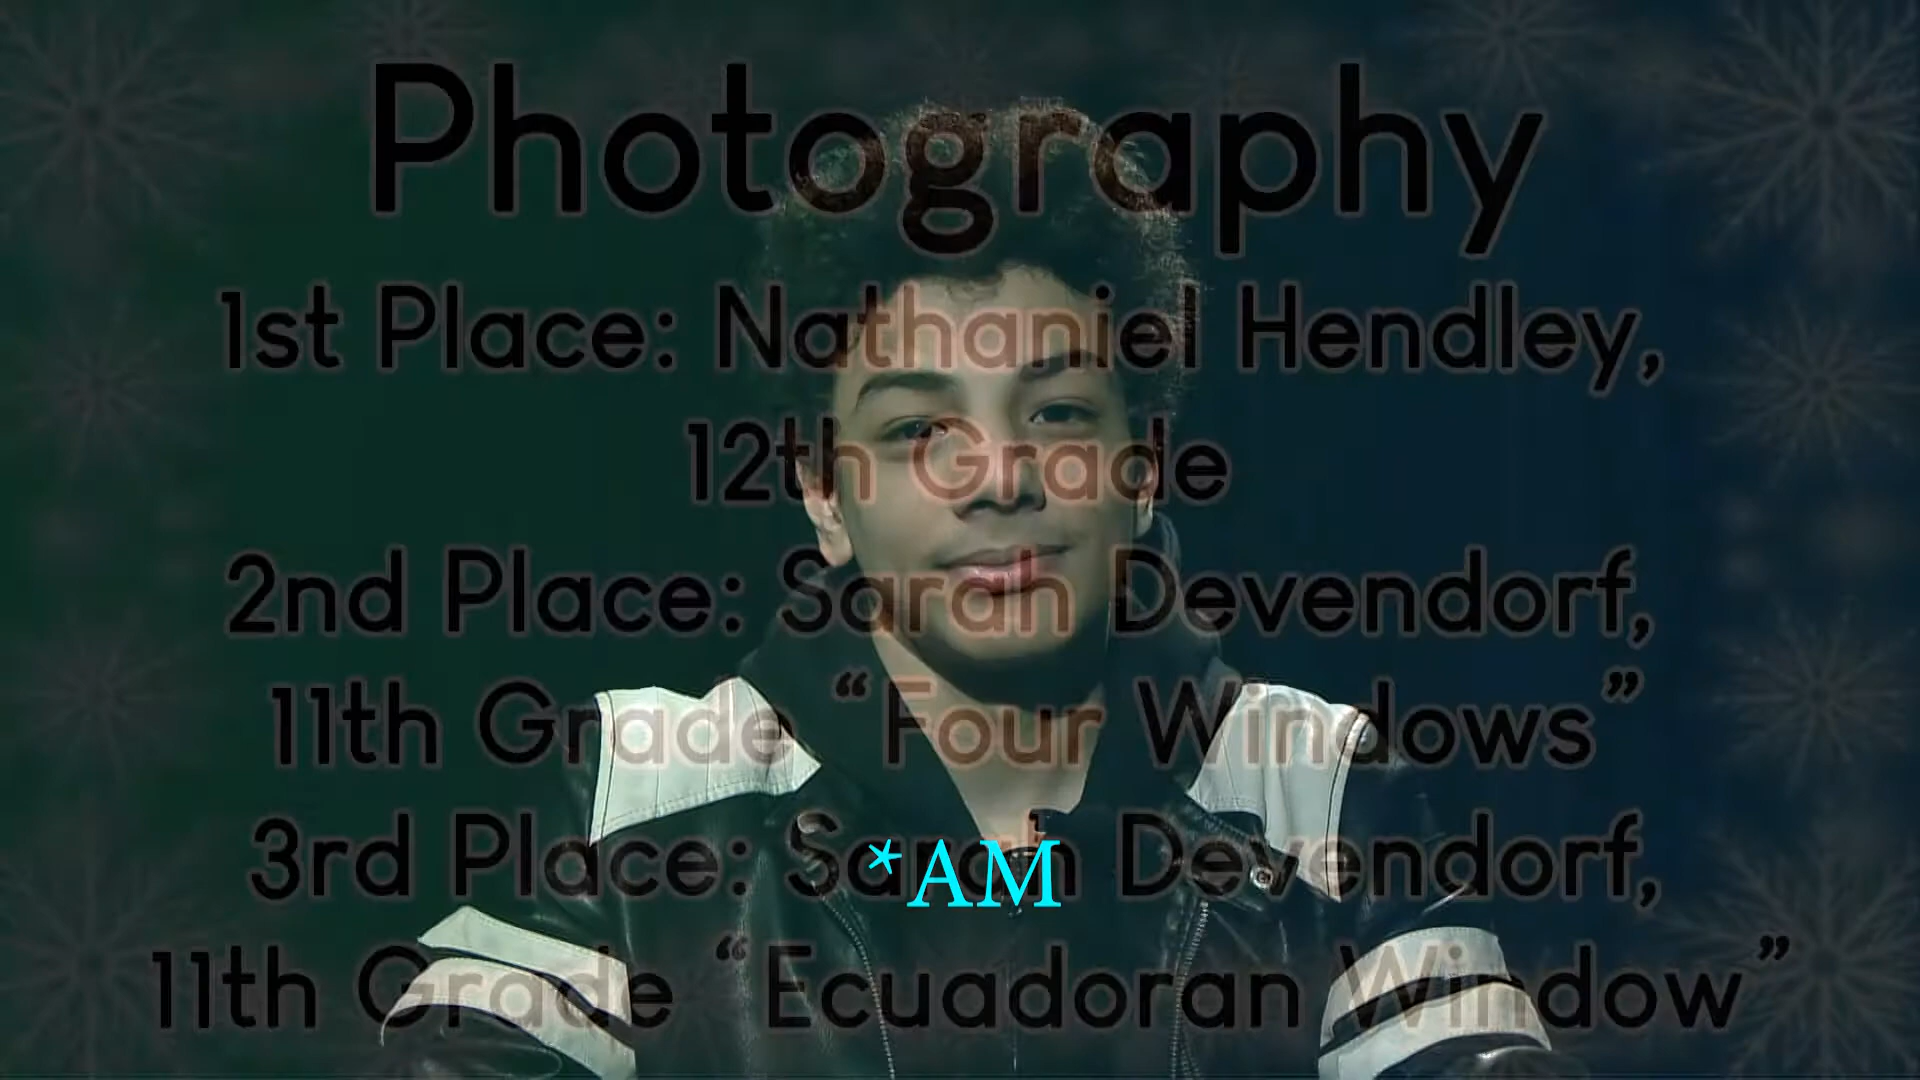 Photography
1st Place: Nathaniel Hendley,
12th Grade
2nd Place: Sarah Devendorf,
11th Grade “Four Windows”
3rd Place: Sarah Devendorf,
*AM
11th Grade “Ecuadoran Window”